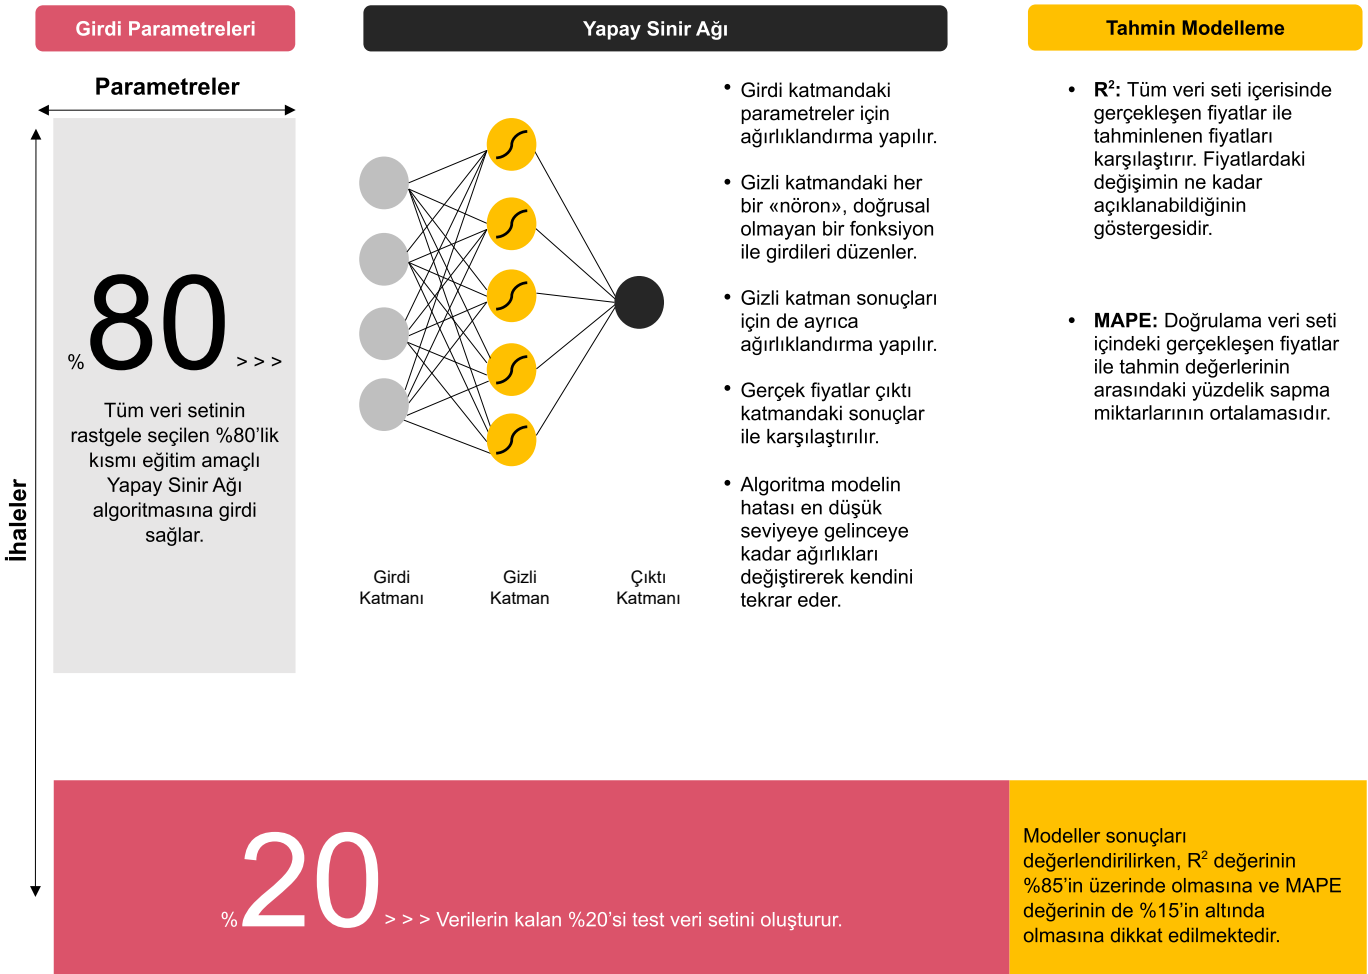 Girdi Parametreleri
Yapay Sinir Ağı
Tahmin Modelleme
Parametreler
İhaleler
%80 > > >
Tüm veri setinin
rastgele seçilen %80’lik
kısmı eğitim amaçlı
Yapay Sinir Ağı
algoritmasına girdi
sağlar.
Girdi
Katmanı
Gizli
Katman
Çıktı
Katmanı
• Girdi katmandaki
parametreler için
ağırlıklandırma yapılır.
• Gizli katmandaki her
bir «nöron», doğrusal
olmayan bir fonksiyon
ile girdileri düzenler.
• Gizli katman sonuçları
için de ayrıca
ağırlıklandırma yapılır.
• Gerçek fiyatlar çıktı
katmandaki sonuçlar
ile karşılaştırılır.
• Algoritma modelin
hatası en düşük
seviyeye gelinceye
kadar ağırlıkları
değiştirerek kendini
tekrar eder.
• R²: Tüm veri seti içerisinde
gerçekleşen fiyatlar ile
tahminlenen fiyatları
karşılaştırır. Fiyatlardaki
değişimin ne kadar
açıklanabildiğinin
göstergesidir.
• MAPE: Doğrulama veri seti
içindeki gerçekleşen fiyatlar
ile tahmin değerlerinin
arasındaki yüzdelik sapma
miktarlarının ortalamasıdır.
%20 > > > Verilerin kalan %20’si test veri setini oluşturur.
Modeller sonuçları
değerlendirilirken, R² değerinin
%85’in üzerinde olmasına ve MAPE
değerinin de %15’in altında
olmasına dikkat edilmektedir.